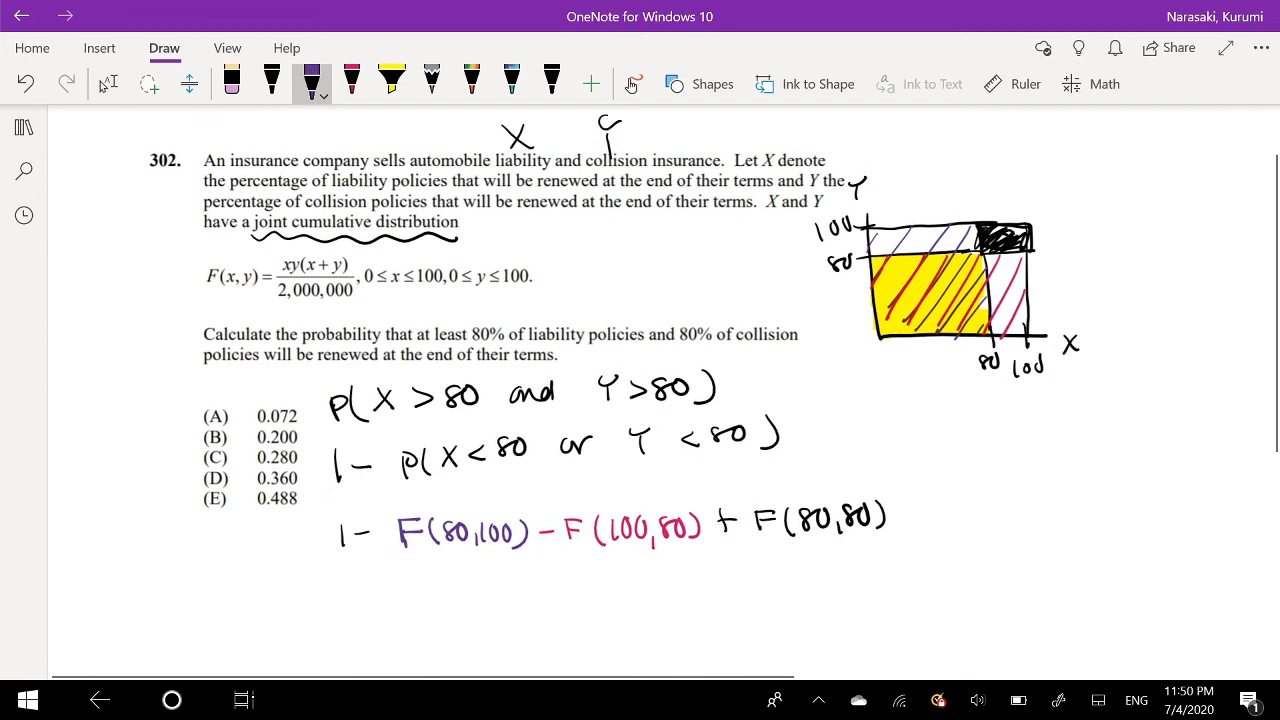 OneNote for Windows 10
Narasaki, Kurumi
Home Insert Draw View Help
Share
Shapes Ink to Shape Ink to Text Ruler Math
X Y
302. An insurance company sells automobile liability and collision insurance. Let X denote
the percentage of liability policies that will be renewed at the end of their terms and Y the
percentage of collision policies that will be renewed at the end of their terms. X and Y
have a joint cumulative distribution
F(x, y) = xy(x + y) / 2,000,000, 0 ≤ x ≤ 100, 0 ≤ y ≤ 100.
Calculate the probability that at least 80% of liability policies and 80% of collision
policies will be renewed at the end of their terms.
(A) 0.072
(B) 0.200
(C) 0.280
(D) 0.360
(E) 0.488
Y
100
80
80 100 X
P(X > 80 and Y > 80)
1 - P(X < 80 or Y < 80)
1 - F(80,100) - F(100,80) + F(80,80)
ENG
11:50 PM
7/4/2020
1